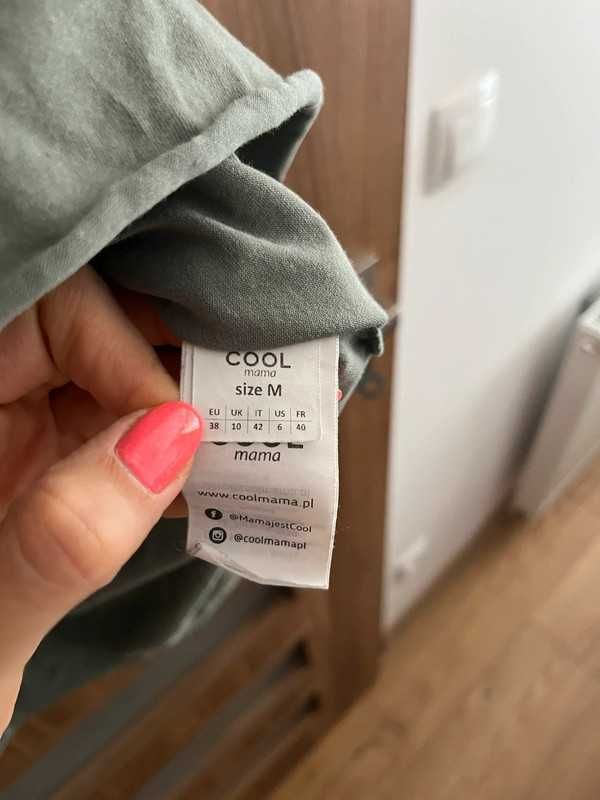 COOL
mama
size M
EU UK IT US FR
38 10 42 6 40
mama
www.coolmama.pl
@MamajestCool
@coolmamapl